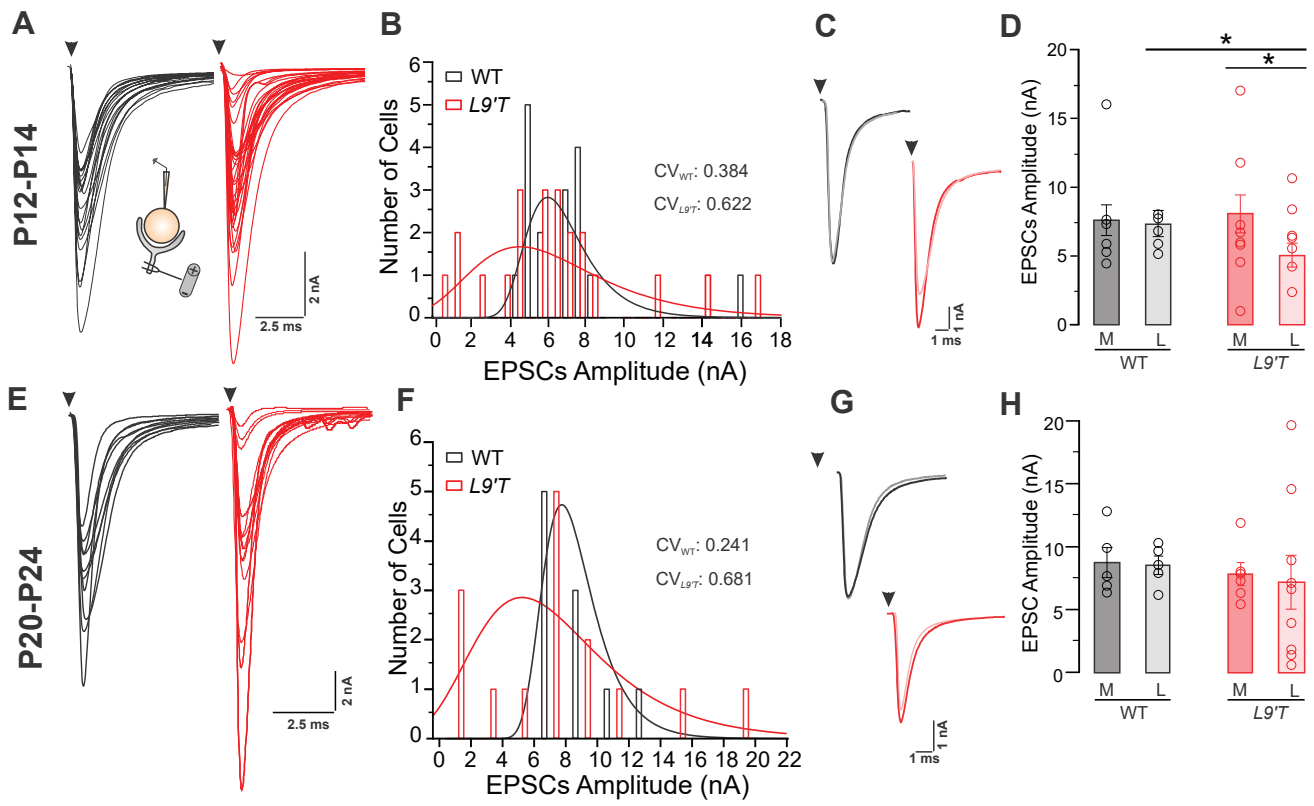 A
B
C
D
P12-P14
2 nA
2.5 ms
Number of Cells
6
5
4
3
2
1
0
WT
L9'T
CV_WT: 0.384
CV_L9'T: 0.622
0 2 4 6 8 10 12 14 16 18
EPSCs Amplitude (nA)
1 nA
1 ms
*
*
EPSCs Amplitude (nA)
20
15
10
5
0
M L M L
WT L9'T
E
F
G
H
P20-P24
2 nA
2.5 ms
Number of Cells
6
5
4
3
2
1
0
WT
L9'T
CV_WT: 0.241
CV_L9'T: 0.681
0 2 4 6 8 10 12 14 16 18 20 22
EPSCs Amplitude (nA)
1 nA
1 ms
EPSC Amplitude (nA)
20
15
10
5
0
M L M L
WT L9'T